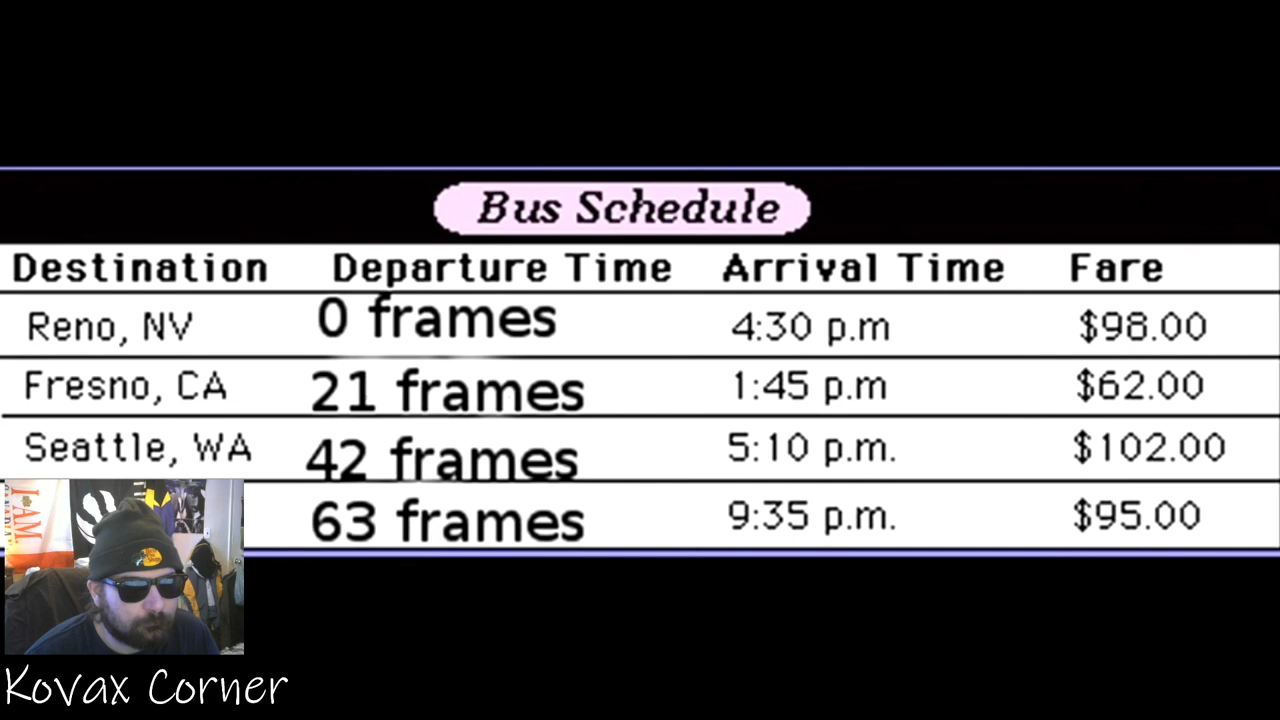 Bus Schedule
Destination Departure Time Arrival Time Fare
Reno, NV 0 frames 4:30 p.m $98.00
Fresno, CA 21 frames 1:45 p.m $62.00
Seattle, WA 42 frames 5:10 p.m. $102.00
63 frames 9:35 p.m. $95.00
I AM
Kovax Corner